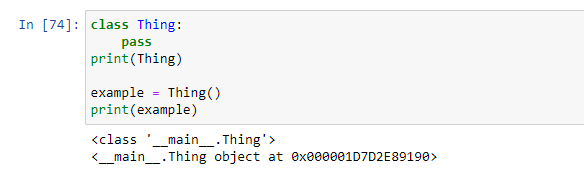 In [74]: class Thing:
    pass
print(Thing)

example = Thing()
print(example)
<class '__main__.Thing'>
<__main__.Thing object at 0x000001D7D2E89190>